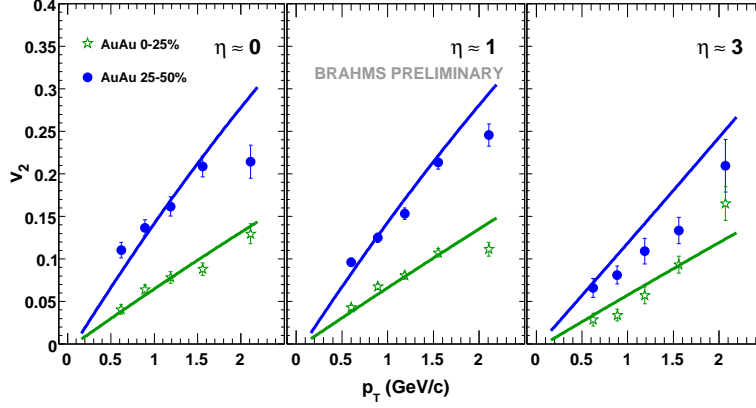 0.4
0.35
0.3
0.25
0.2
0.15
0.1
0.05
0
v2
AuAu 0-25%
AuAu 25-50%
η ≈ 0
η ≈ 1
BRAHMS PRELIMINARY
η ≈ 3
0 0.5 1 1.5 2
0 0.5 1 1.5 2
0 0.5 1 1.5 2
pT (GeV/c)